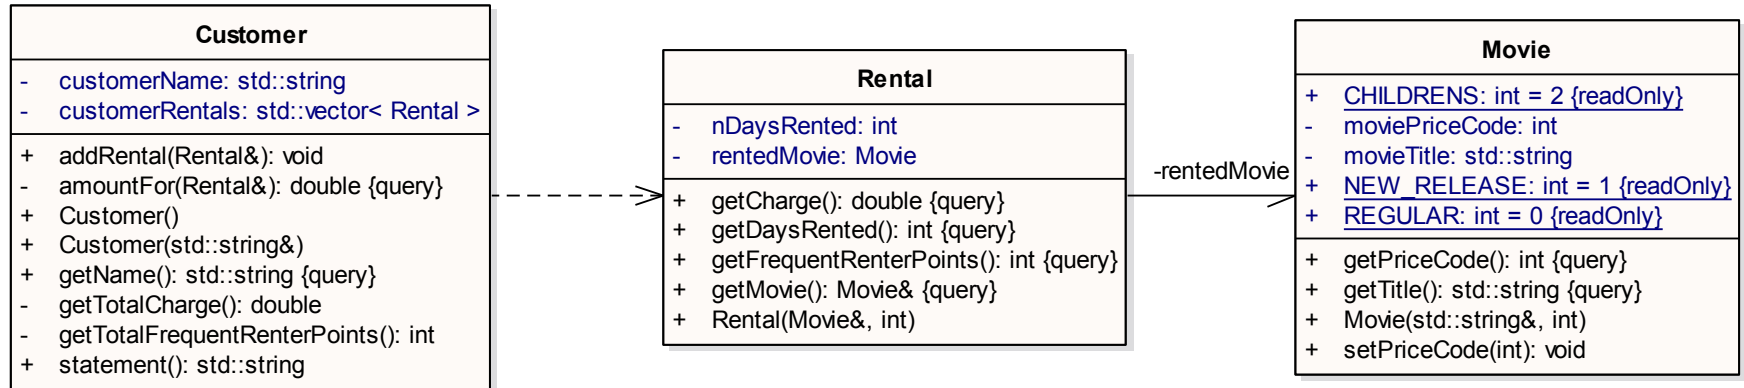 Customer
- customerName: std::string
- customerRentals: std::vector< Rental >
+ addRental(Rental&): void
- amountFor(Rental&): double {query}
+ Customer()
+ Customer(std::string&)
+ getName(): std::string {query}
- getTotalCharge(): double
- getTotalFrequentRenterPoints(): int
+ statement(): std::string
Rental
- nDaysRented: int
- rentedMovie: Movie
+ getCharge(): double {query}
+ getDaysRented(): int {query}
+ getFrequentRenterPoints(): int {query}
+ getMovie(): Movie& {query}
+ Rental(Movie&, int)
-rentedMovie
Movie
+ CHILDRENS: int = 2 {readOnly}
- moviePriceCode: int
- movieTitle: std::string
+ NEW_RELEASE: int = 1 {readOnly}
+ REGULAR: int = 0 {readOnly}
+ getPriceCode(): int {query}
+ getTitle(): std::string {query}
+ Movie(std::string&, int)
+ setPriceCode(int): void